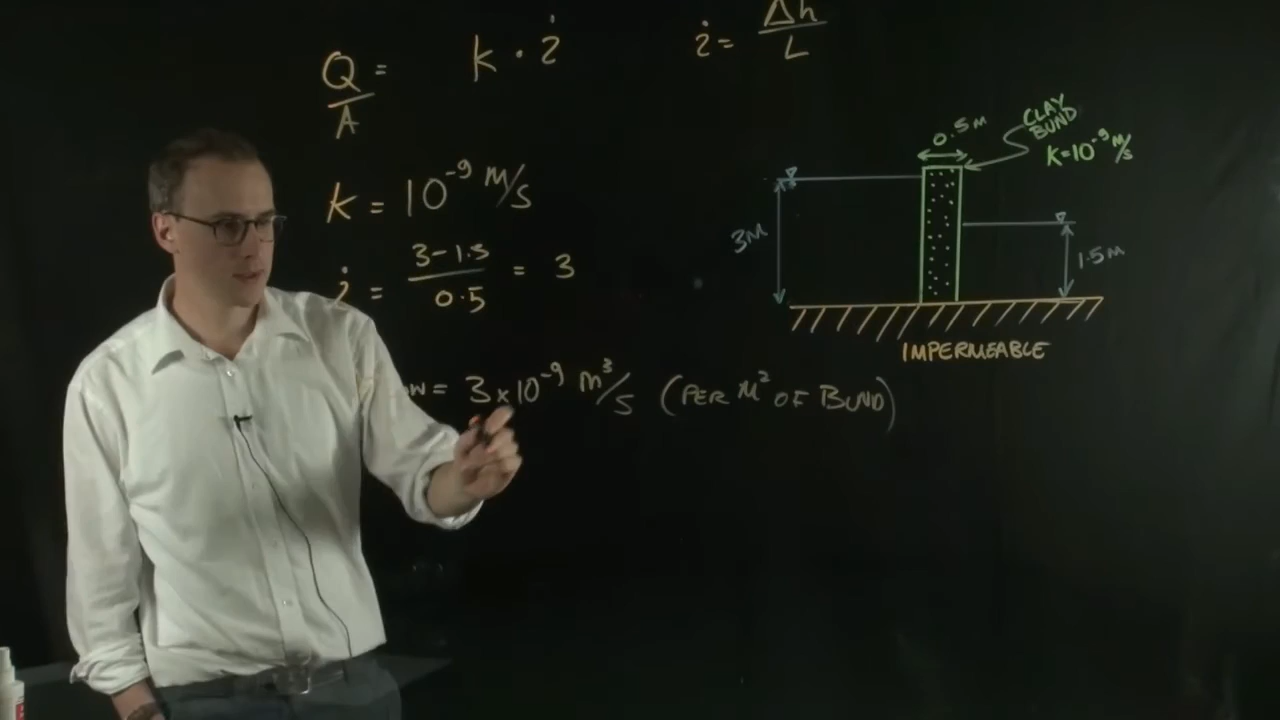 Q/A = k · i
i = Δh/L
k = 10⁻⁹ m/s
i = (3-1.5)/0.5 = 3
= 3 x 10⁻⁹ m³/s (PER M² OF BUND)
0.5M
CLAY
BUND
K=10⁻⁹ m/s
3M
1.5M
IMPERMEABLE